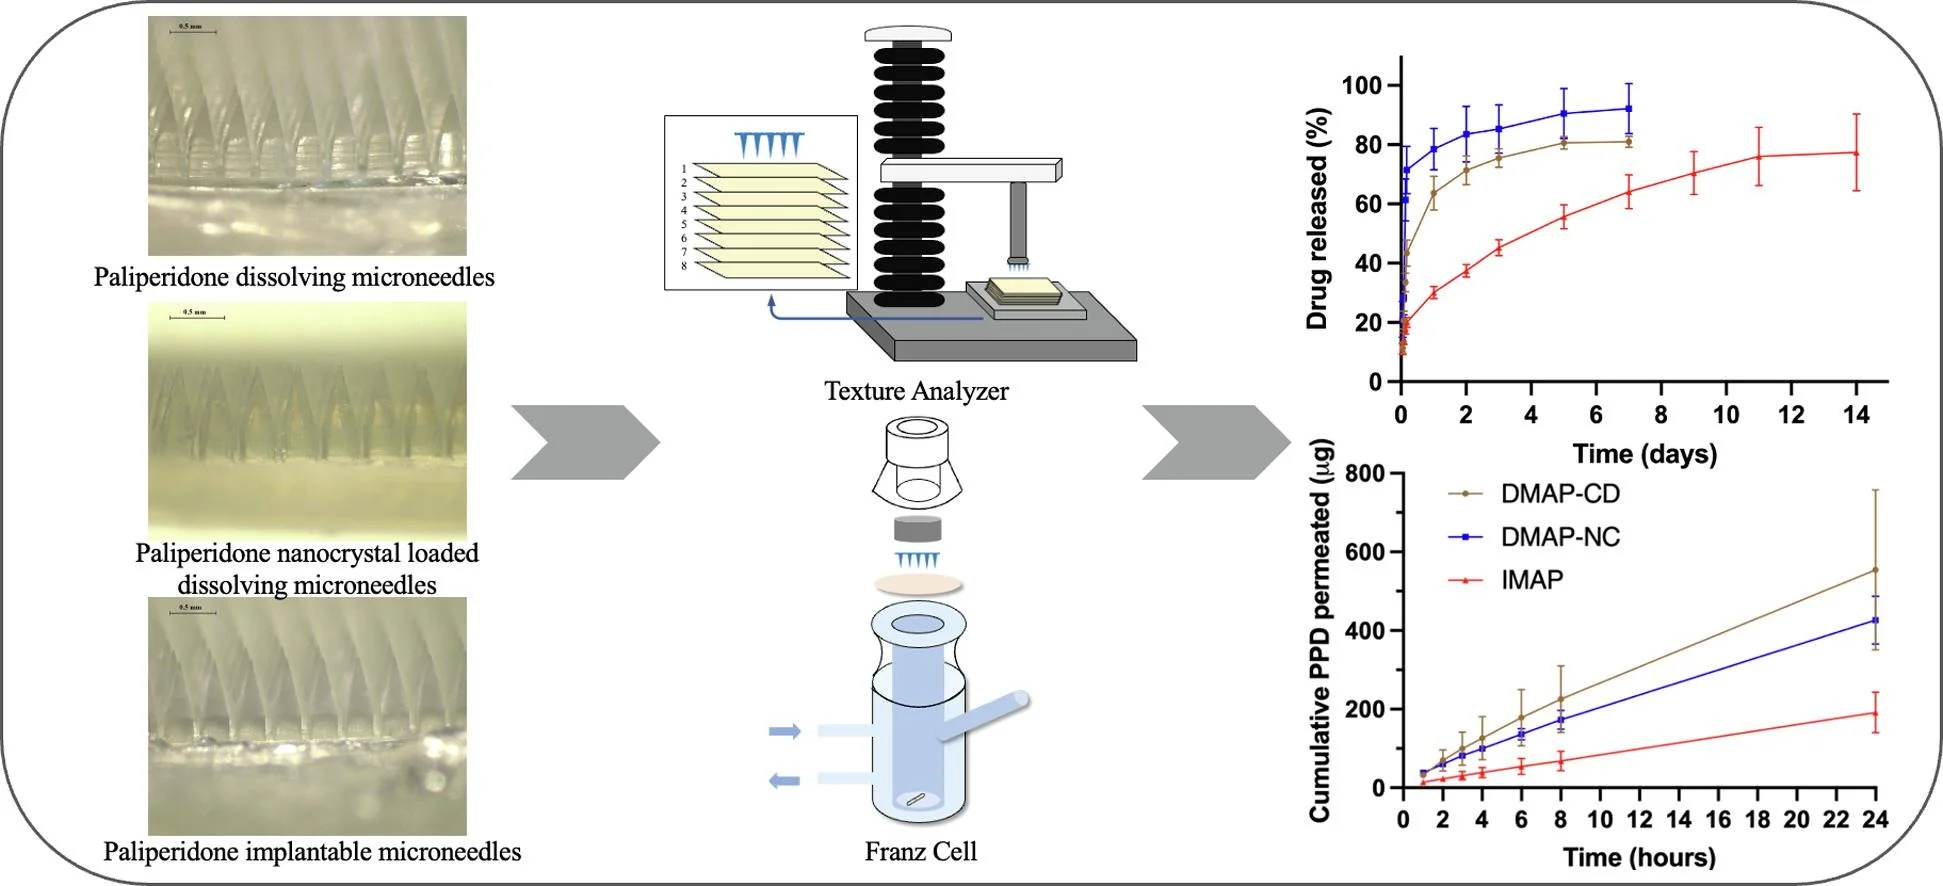 0.5 mm
Paliperidone dissolving microneedles
0.5 mm
Paliperidone nanocrystal loaded
dissolving microneedles
0.5 mm
Paliperidone implantable microneedles
1
2
3
4
5
6
7
8
Texture Analyzer
Franz Cell
Drug released (%)
100
80
60
40
20
0
0 2 4 6 8 10 12 14
Time (days)
Cumulative PPD permeated (µg)
800
600
400
200
0
DMAP-CD
DMAP-NC
IMAP
0 2 4 6 8 10 12 14 16 18 20 22 24
Time (hours)